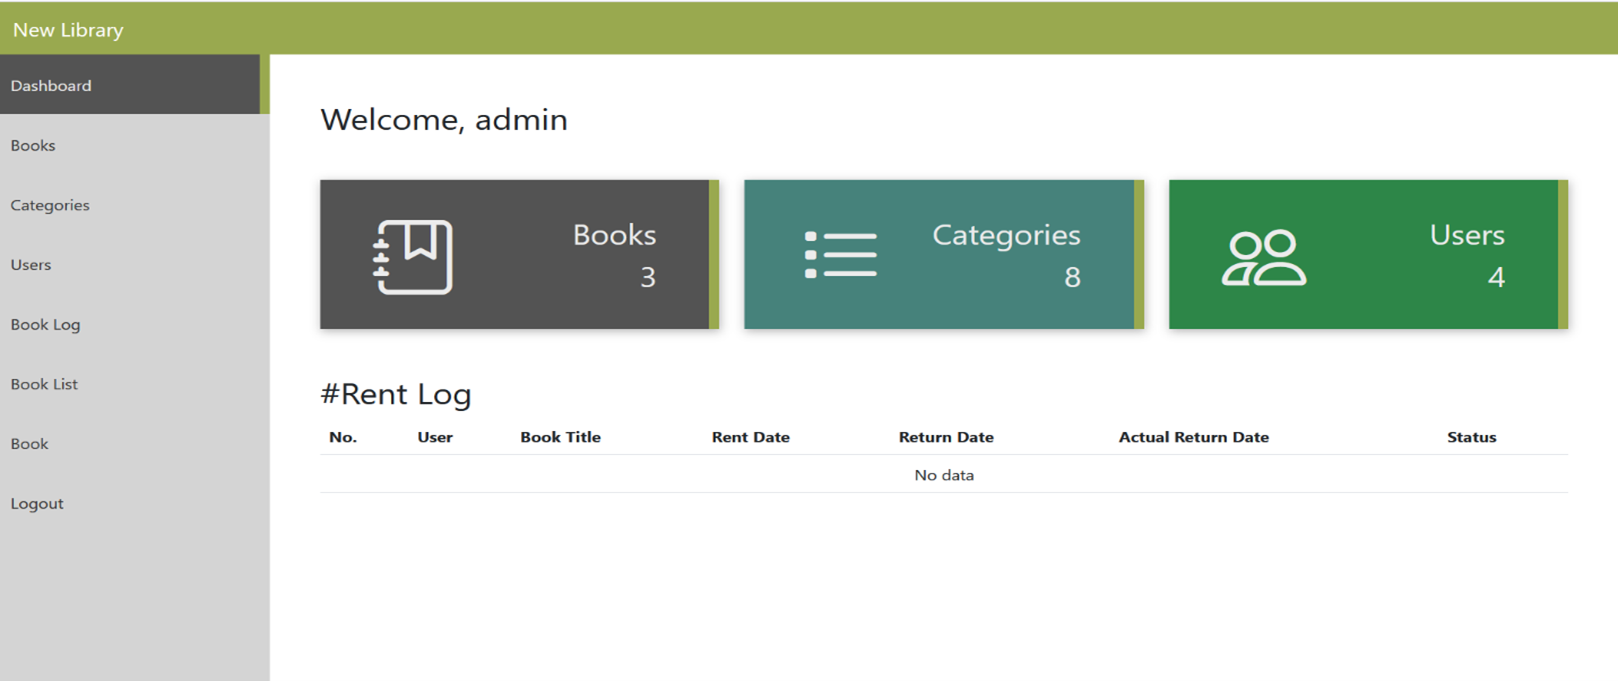 New Library
Dashboard
Books
Categories
Users
Book Log
Book List
Book
Logout
Welcome, admin
Books
3
Categories
8
Users
4
#Rent Log
No. User Book Title Rent Date Return Date Actual Return Date Status
No data